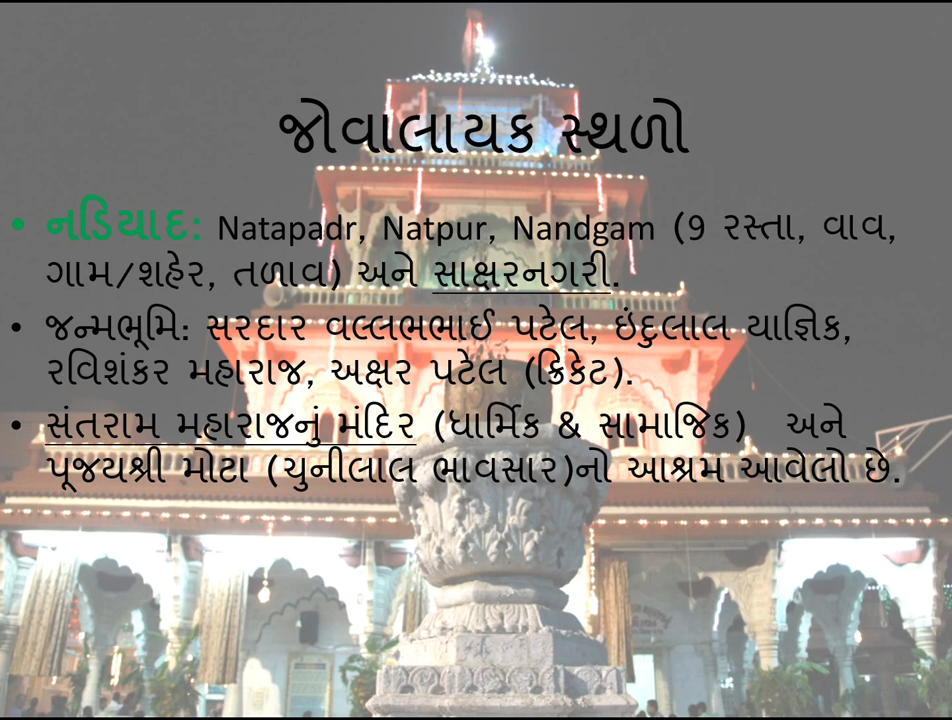 જોવાલાયક સ્થળો
• નડિયાદ: Natapadr, Natpur, Nandgam (9 રસ્તા, વાવ,
ગામ/શહેર, તળાવ) અને સાક્ષરનગરી.
• જન્મભૂમિ: સરદાર વલ્લભભાઈ પટેલ, ઇંદુલાલ યાજ્ઞિક,
રવિશંકર મહારાજ, અક્ષર પટેલ (ક્રિકેટ).
• સંતરામ મહારાજનું મંદિર (ધાર્મિક & સામાજિક) અને
પૂજયશ્રી મોટા (ચુનીલાલ ભાવસાર)નો આશ્રમ આવેલો છે.